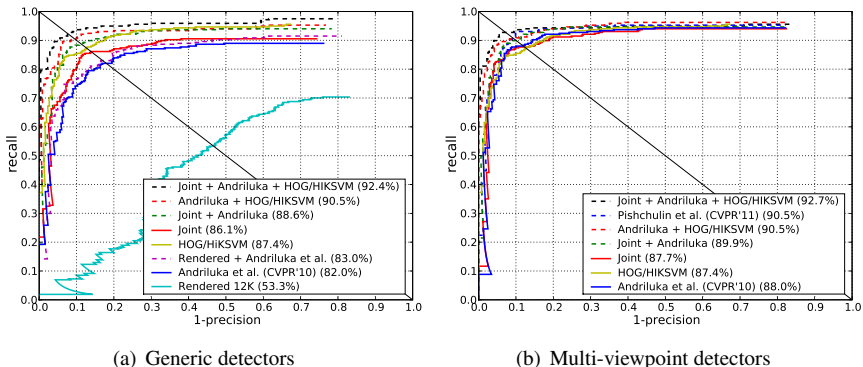 1.0
0.9
0.8
0.7
0.6
0.5
0.4
0.3
0.2
0.1
0.0
recall
0.0 0.1 0.2 0.3 0.4 0.5 0.6 0.7 0.8 0.9 1.0
1-precision
Joint + Andriluka + HOG/HIKSVM (92.4%)
Andriluka + HOG/HIKSVM (90.5%)
Joint + Andriluka (88.6%)
Joint (86.1%)
HOG/HiKSVM (87.4%)
Rendered + Andriluka et al. (83.0%)
Andriluka et al. (CVPR'10) (82.0%)
Rendered 12K (53.3%)
(a) Generic detectors
1.0
0.9
0.8
0.7
0.6
0.5
0.4
0.3
0.2
0.1
0.0
recall
0.0 0.1 0.2 0.3 0.4 0.5 0.6 0.7 0.8 0.9 1.0
1-precision
Joint + Andriluka + HOG/HIKSVM (92.7%)
Pishchulin et al. (CVPR'11) (90.5%)
Andriluka + HOG/HIKSVM (90.5%)
Joint + Andriluka (89.9%)
Joint (87.7%)
HOG/HIKSVM (87.4%)
Andriluka et al. (CVPR'10) (88.0%)
(b) Multi-viewpoint detectors